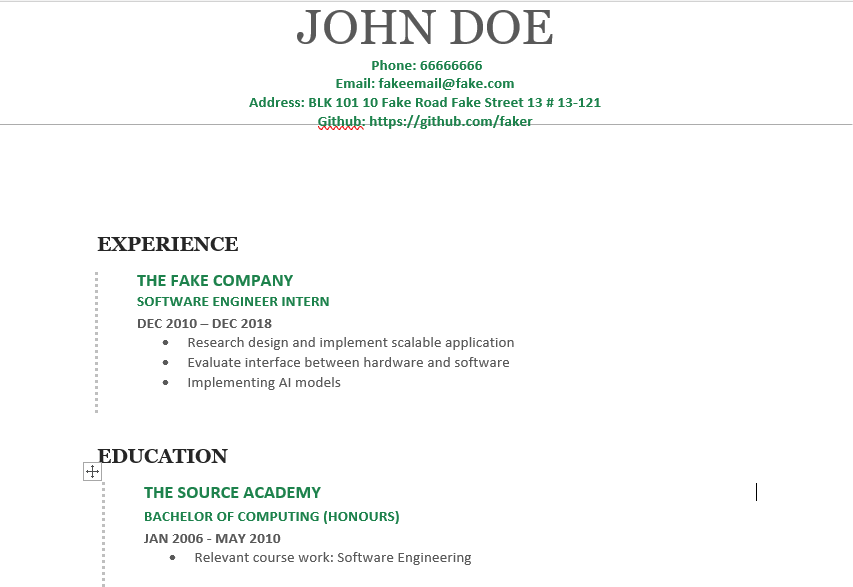 JOHN DOE
Phone: 66666666
Email: fakeemail@fake.com
Address: BLK 101 10 Fake Road Fake Street 13 # 13-121
Github: https://github.com/faker
EXPERIENCE
THE FAKE COMPANY
SOFTWARE ENGINEER INTERN
DEC 2010 – DEC 2018
• Research design and implement scalable application
• Evaluate interface between hardware and software
• Implementing AI models
EDUCATION
THE SOURCE ACADEMY
BACHELOR OF COMPUTING (HONOURS)
JAN 2006 - MAY 2010
• Relevant course work: Software Engineering